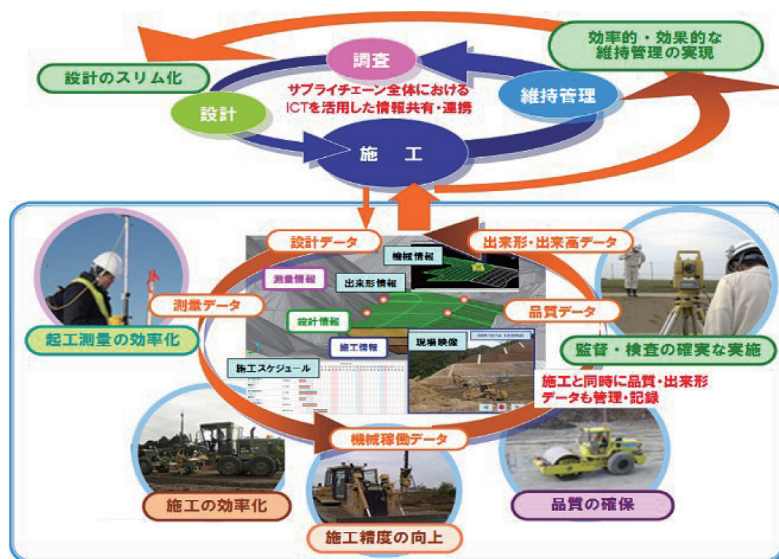 効率的・効果的な
維持管理の実現
調査
設計のスリム化
サプライチェーン全体における
ICTを活用した情報共有・連携
設計
維持管理
施　工
設計データ
出来形・出来高データ
機械情報
測量情報
出来形情報
測量データ
品質データ
設計情報
起工測量の効率化
施工情報
現場映像
監督・検査の確実な実施
施工スケジュール
施工と同時に品質・出来形
データも管理・記録
機械稼働データ
施工の効率化
品質の確保
施工精度の向上